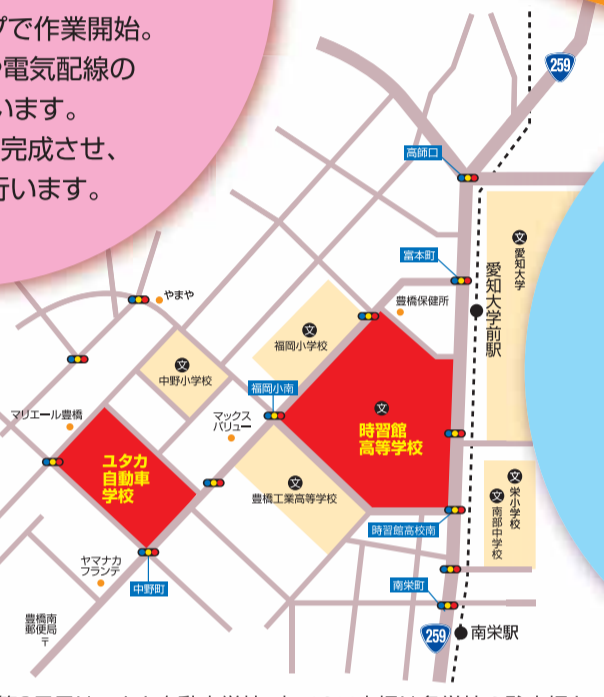 プで作業開始。
や電気配線の
います。
完成させ、
行います。
259
高師口
文
愛知大学
富本町
愛知大学前駅
豊橋保健所
やまや
文
福岡小学校
文
中野小学校
福岡小南
マリエール豊橋
マックス
バリュー
文
時習館
高等学校
ユタカ
自動車
学校
文
豊橋工業高等学校
文
栄小学校
文
南部中学校
時習館高校南
ヤマナカ
フランテ
中野町
南栄町
豊橋南
郵便局
〒
259
南栄駅